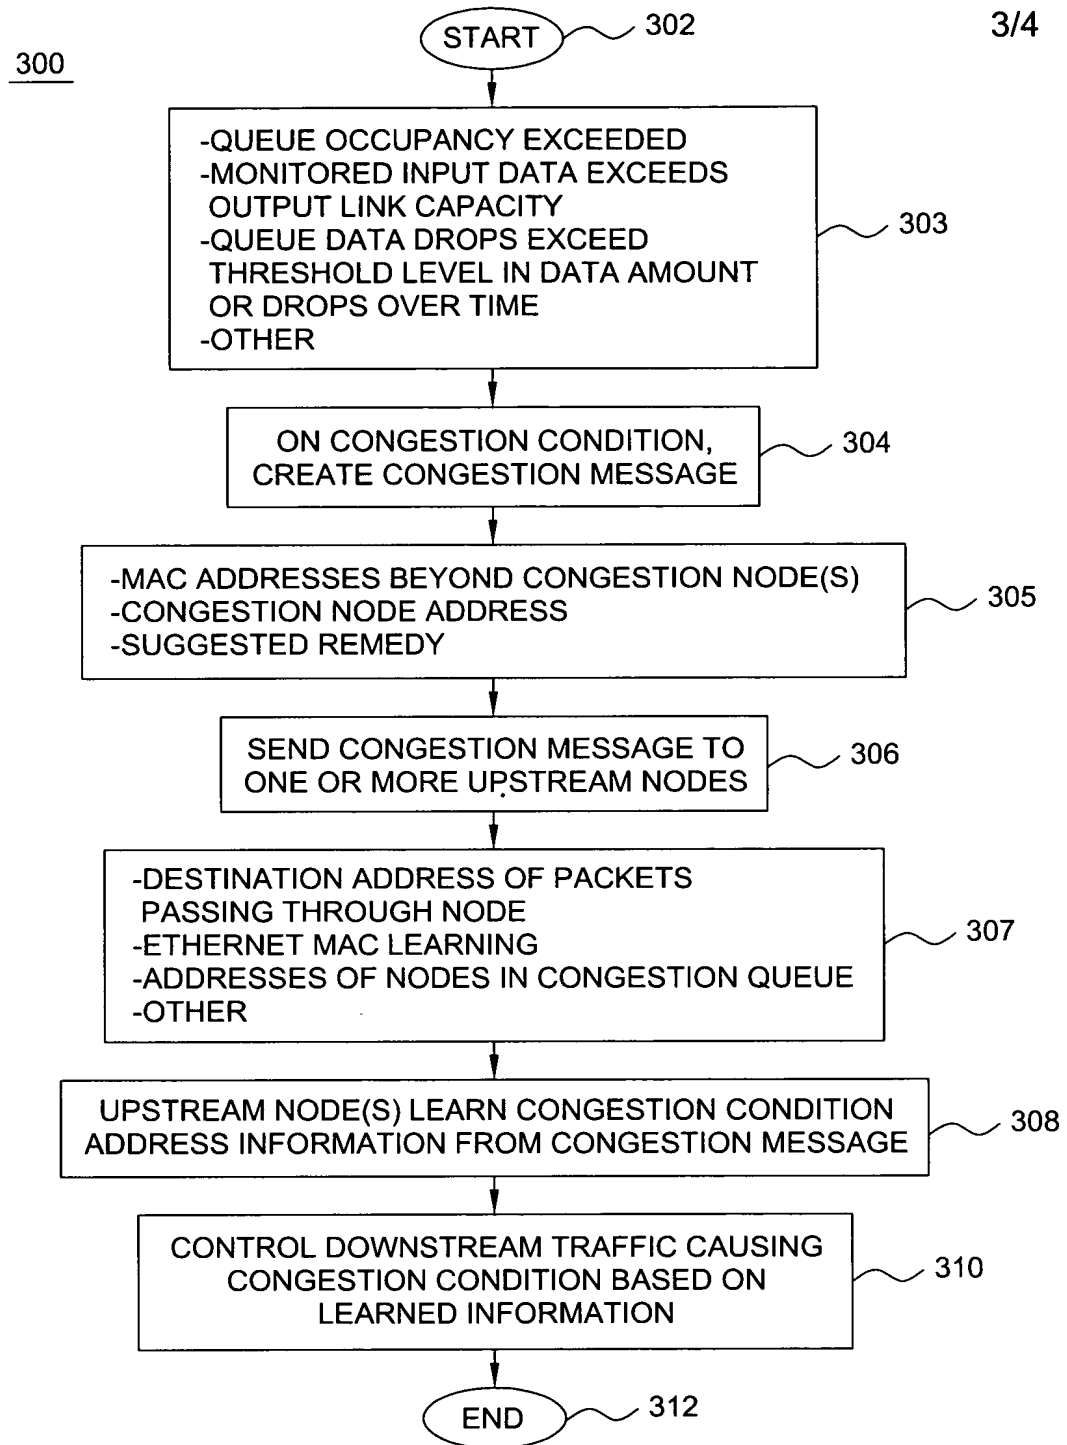 3/4
300
START
302
-QUEUE OCCUPANCY EXCEEDED
-MONITORED INPUT DATA EXCEEDS
OUTPUT LINK CAPACITY
-QUEUE DATA DROPS EXCEED
THRESHOLD LEVEL IN DATA AMOUNT
OR DROPS OVER TIME
-OTHER
303
ON CONGESTION CONDITION,
CREATE CONGESTION MESSAGE
304
-MAC ADDRESSES BEYOND CONGESTION NODE(S)
-CONGESTION NODE ADDRESS
-SUGGESTED REMEDY
305
SEND CONGESTION MESSAGE TO
ONE OR MORE UPSTREAM NODES
306
-DESTINATION ADDRESS OF PACKETS
PASSING THROUGH NODE
-ETHERNET MAC LEARNING
-ADDRESSES OF NODES IN CONGESTION QUEUE
-OTHER
307
UPSTREAM NODE(S) LEARN CONGESTION CONDITION
ADDRESS INFORMATION FROM CONGESTION MESSAGE
308
CONTROL DOWNSTREAM TRAFFIC CAUSING
CONGESTION CONDITION BASED ON
LEARNED INFORMATION
310
END
312